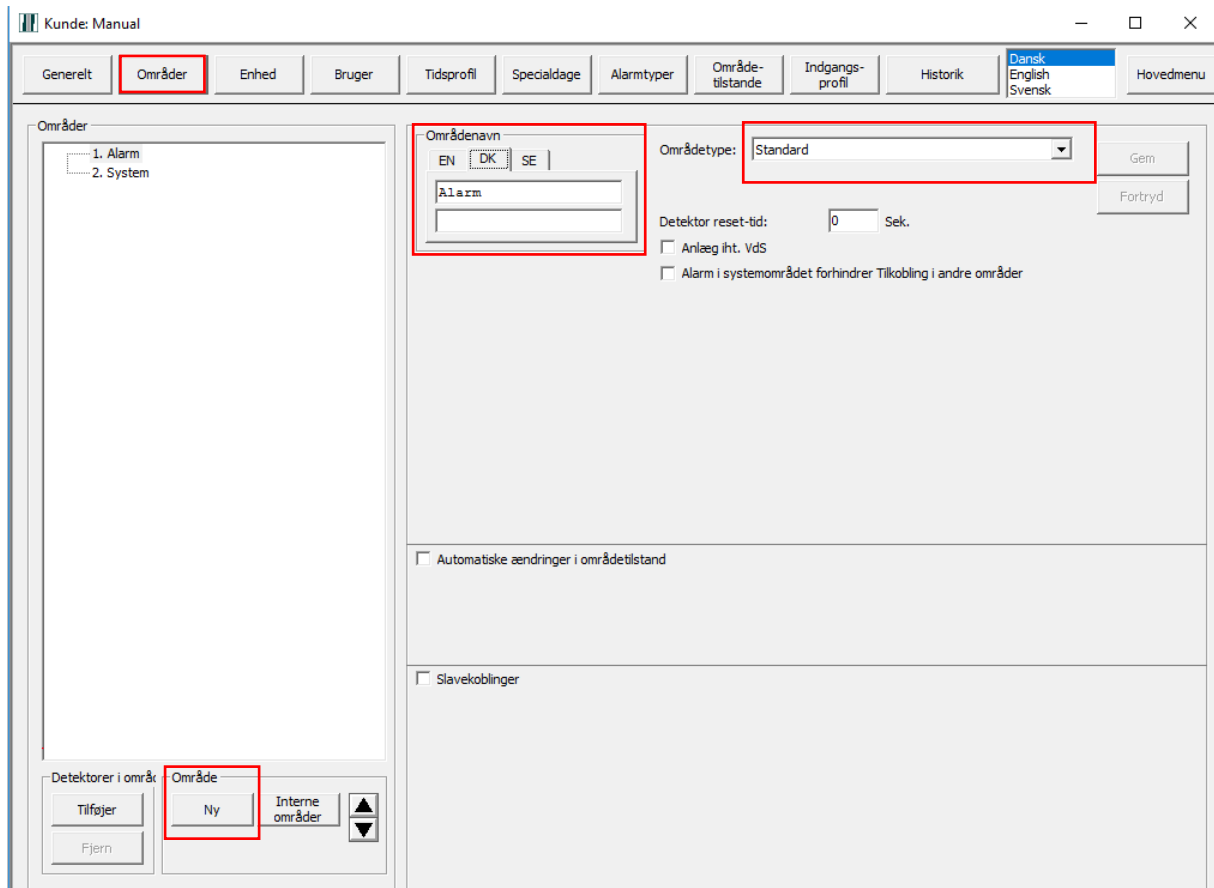 Kunde: Manual
Generelt
Områder
Enhed
Bruger
Tidsprofil
Specialdage
Alarmtyper
Område-
tilstande
Indgangs-
profil
Historik
Dansk
English
Svensk
Hovedmenu
Områder
1. Alarm
2. System
Områdenavn
EN DK SE
Alarm
Områdetype: Standard
Gem
Fortryd
Detektor reset-tid: 0 Sek.
Anlæg iht. VdS
Alarm i systemområdet forhindrer Tilkobling i andre områder
Automatiske ændringer i områdetilstand
Slavekoblinger
Detektorer i områc
Tilføjer
Fjern
Område
Ny
Interne
områder